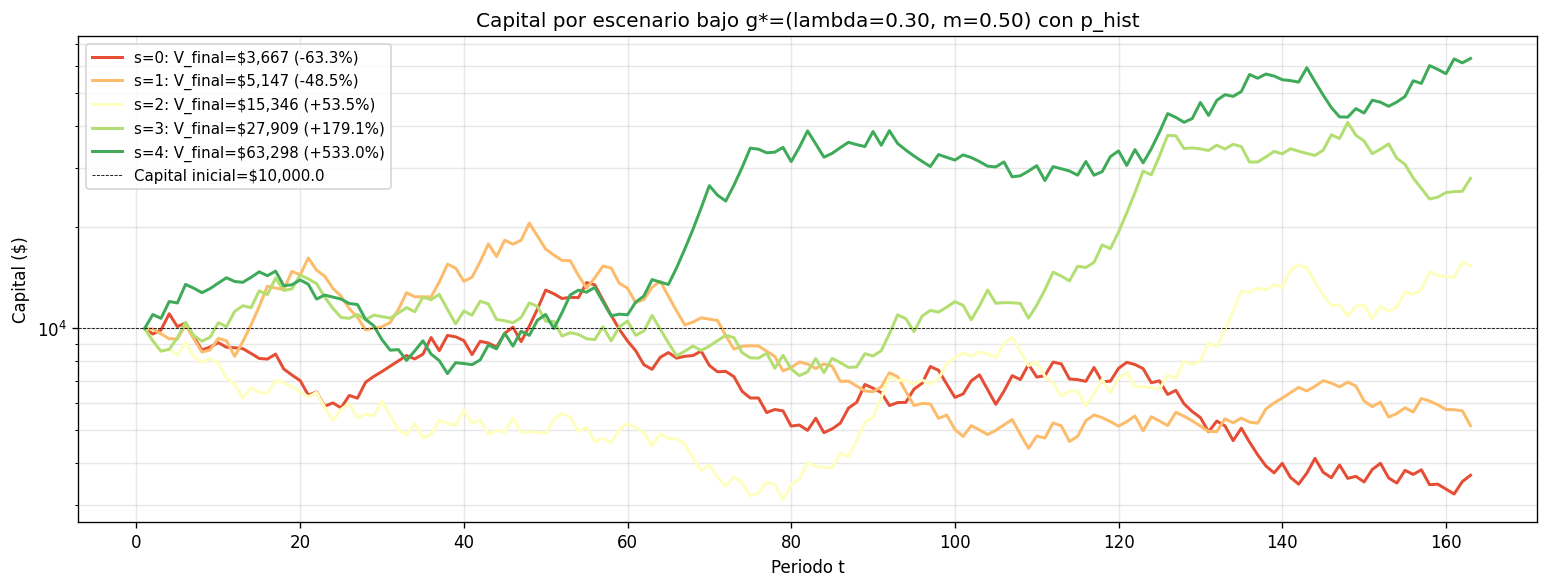 Capital por escenario bajo g*=(lambda=0.30, m=0.50) con p_hist
s=0: V_final=$3,667 (-63.3%)
s=1: V_final=$5,147 (-48.5%)
s=2: V_final=$15,346 (+53.5%)
s=3: V_final=$27,909 (+179.1%)
s=4: V_final=$63,298 (+533.0%)
Capital inicial=$10,000.0
Capital ($)
10⁴
0 20 40 60 80 100 120 140 160
Periodo t